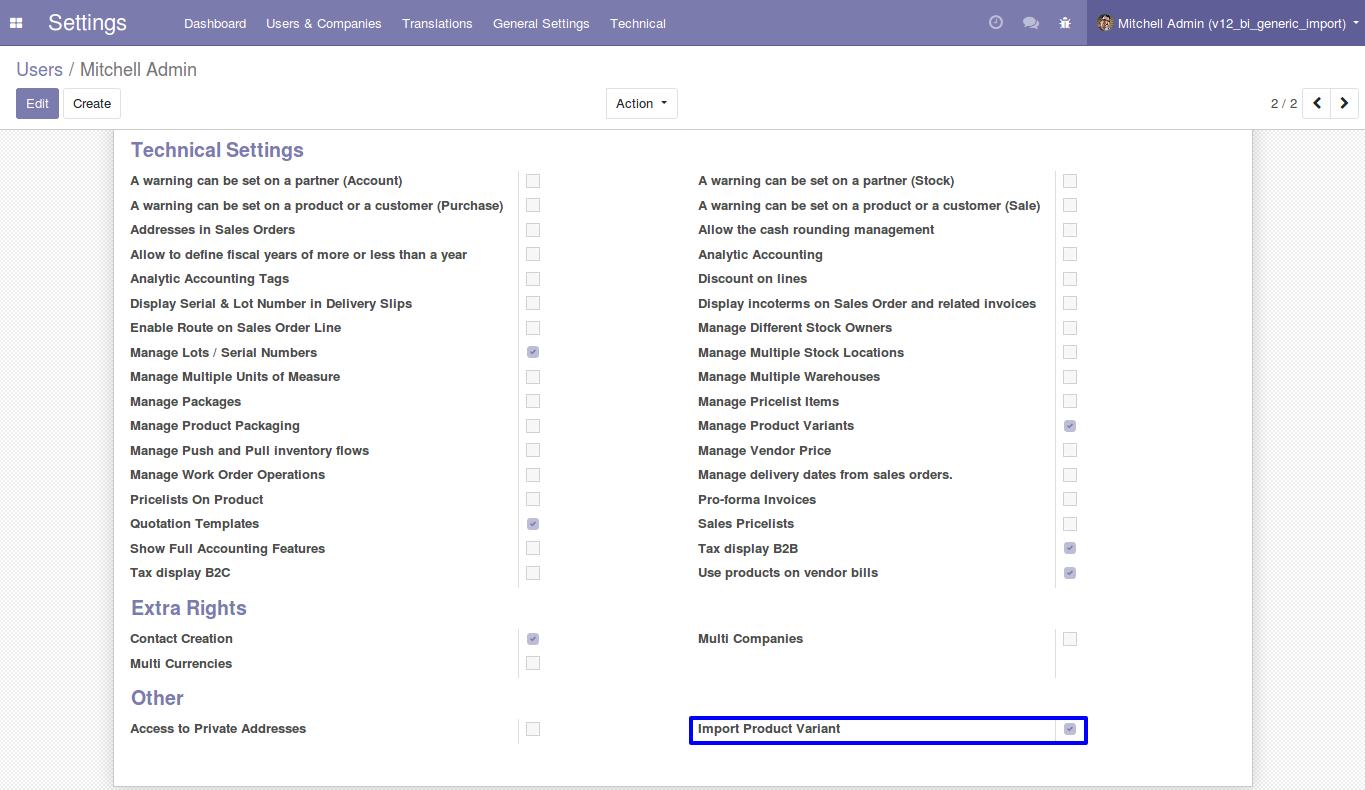 Settings Dashboard Users & Companies Translations General Settings Technical Mitchell Admin (v12_bi_generic_import)
Users / Mitchell Admin
Edit Create Action 2 / 2
Technical Settings
A warning can be set on a partner (Account) A warning can be set on a partner (Stock)
A warning can be set on a product or a customer (Purchase) A warning can be set on a product or a customer (Sale)
Addresses in Sales Orders Allow the cash rounding management
Allow to define fiscal years of more or less than a year Analytic Accounting
Analytic Accounting Tags Discount on lines
Display Serial & Lot Number in Delivery Slips Display incoterms on Sales Order and related invoices
Enable Route on Sales Order Line Manage Different Stock Owners
Manage Lots / Serial Numbers Manage Multiple Stock Locations
Manage Multiple Units of Measure Manage Multiple Warehouses
Manage Packages Manage Pricelist Items
Manage Product Packaging Manage Product Variants
Manage Push and Pull inventory flows Manage Vendor Price
Manage Work Order Operations Manage delivery dates from sales orders.
Pricelists On Product Pro-forma Invoices
Quotation Templates Sales Pricelists
Show Full Accounting Features Tax display B2B
Tax display B2C Use products on vendor bills
Extra Rights
Contact Creation Multi Companies
Multi Currencies
Other
Access to Private Addresses Import Product Variant